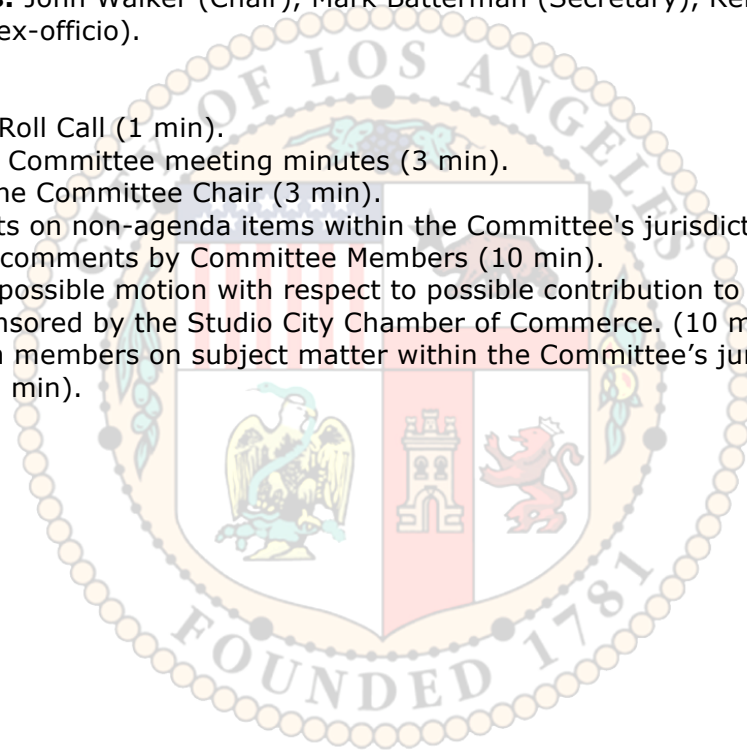 John Walker (Chair), Mark Batterman (Secretary),
ex-officio).
CITY OF LOS ANGELES
Roll Call (1 min).
Committee meeting minutes (3 min).
he Committee Chair (3 min).
ts on non-agenda items within the Committee's jurisdict
comments by Committee Members (10 min).
possible motion with respect to possible contribution to
nsored by the Studio City Chamber of Commerce. (10 m
members on subject matter within the Committee’s jur
min).
FOUNDED 1781